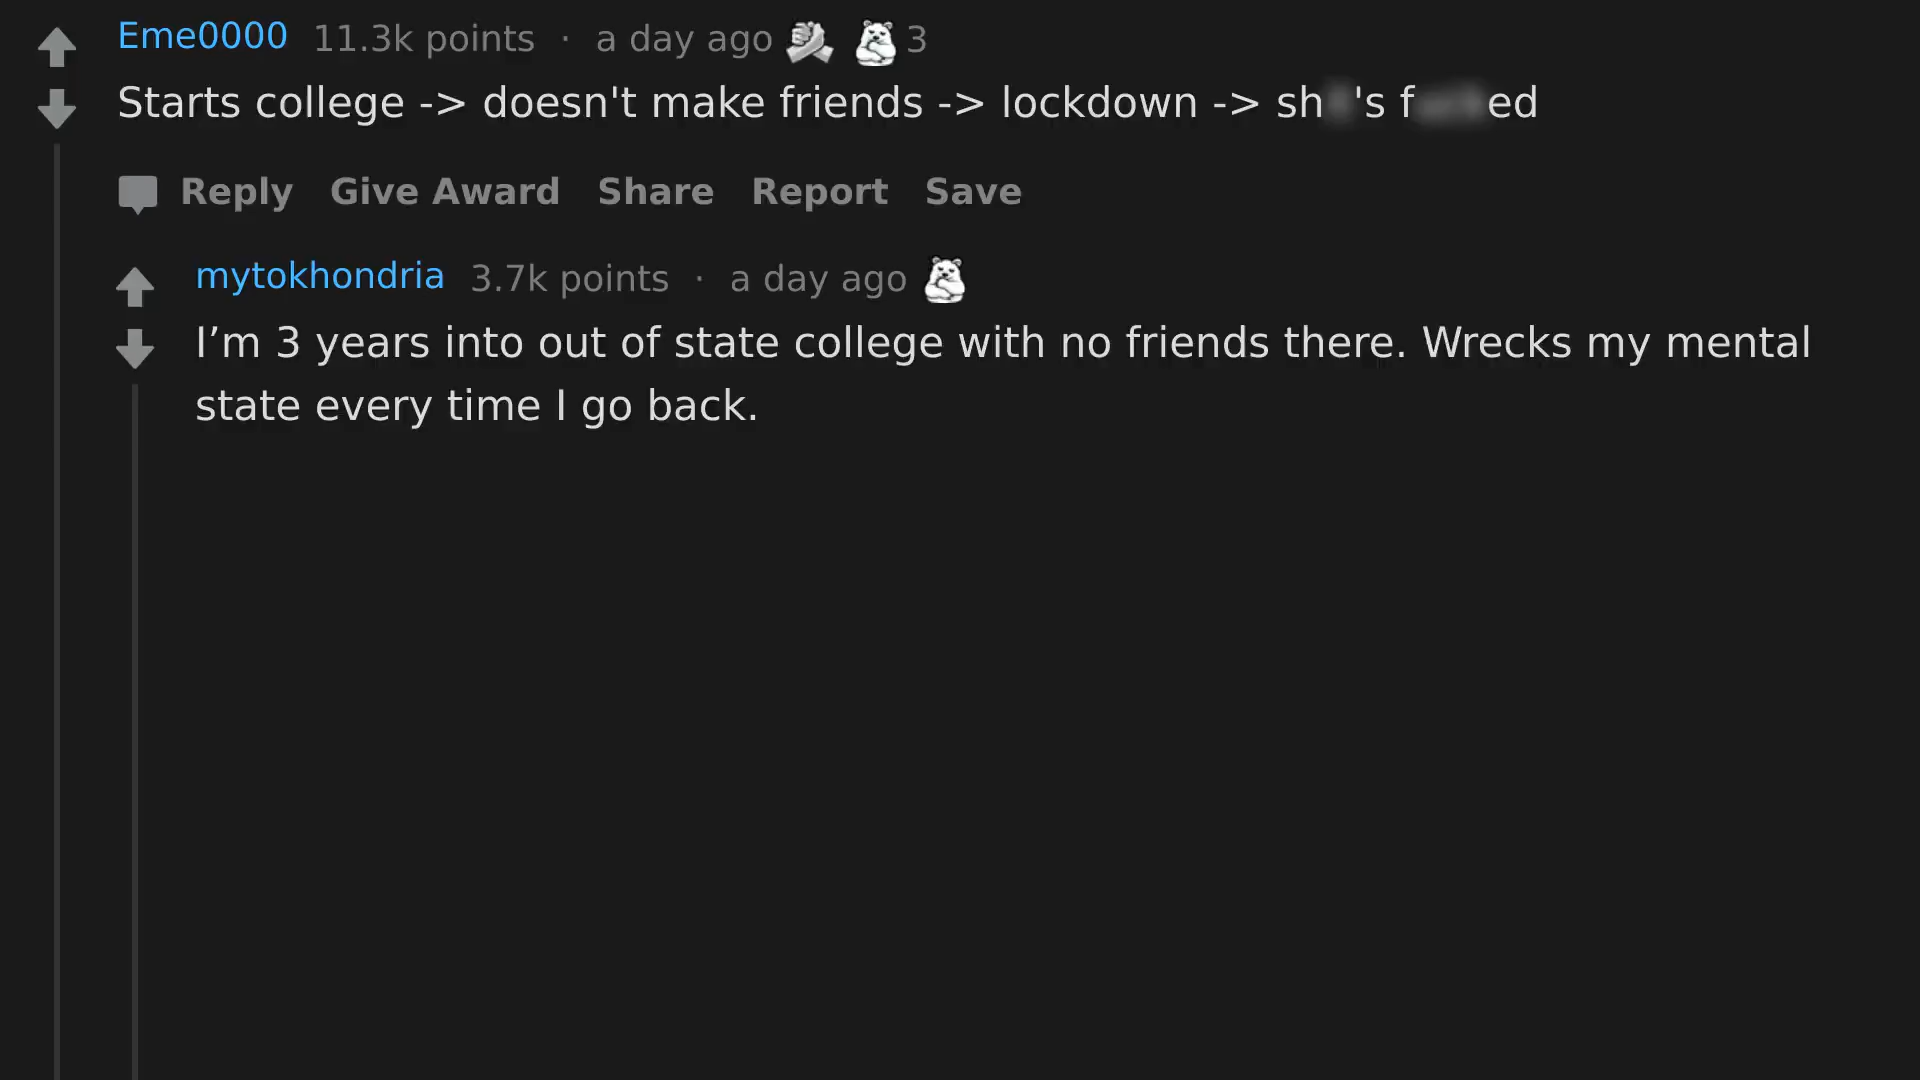 Eme0000 11.3k points · a day ago 3
Starts college -> doesn't make friends -> lockdown -> sh 's f ed
Reply Give Award Share Report Save
mytokhondria 3.7k points · a day ago
I’m 3 years into out of state college with no friends there. Wrecks my mental
state every time I go back.